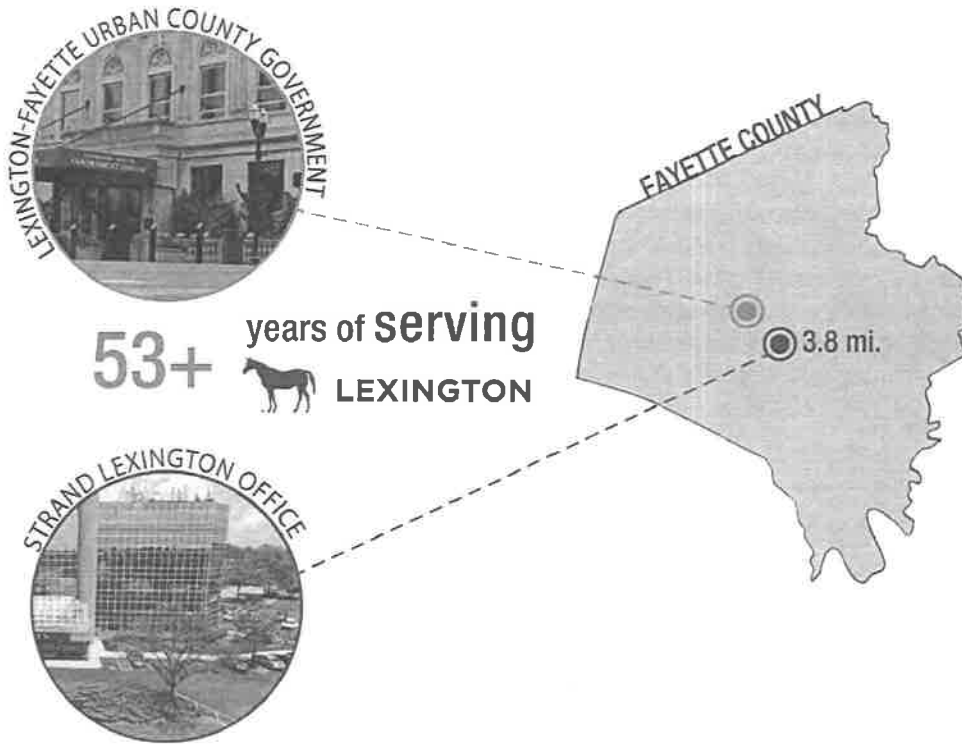 LEXINGTON-FAYETTE URBAN COUNTY GOVERNMENT
FAYETTE COUNTY
3.8 mi.
53+ years of serving
LEXINGTON
STRAND LEXINGTON OFFICE